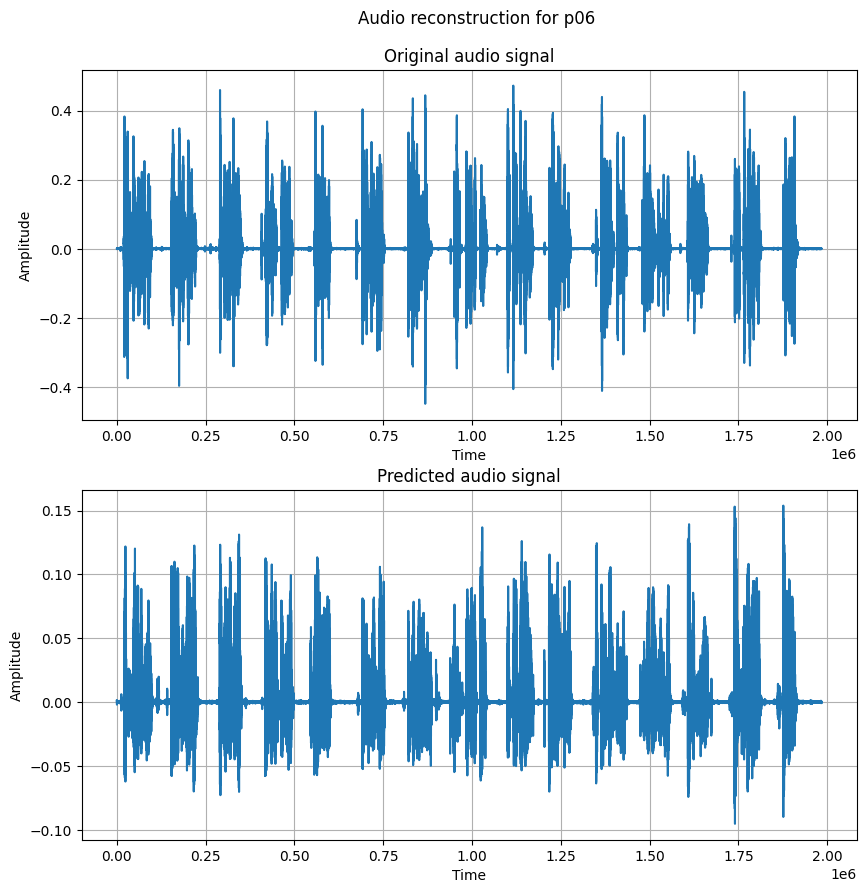 Audio reconstruction for p06
Original audio signal
0.4
0.2
0.0
−0.2
−0.4
Amplitude
0.00 0.25 0.50 0.75 1.00 1.25 1.50 1.75 2.00
1e6
Time
Predicted audio signal
0.15
0.10
0.05
0.00
−0.05
−0.10
Amplitude
0.00 0.25 0.50 0.75 1.00 1.25 1.50 1.75 2.00
1e6
Time